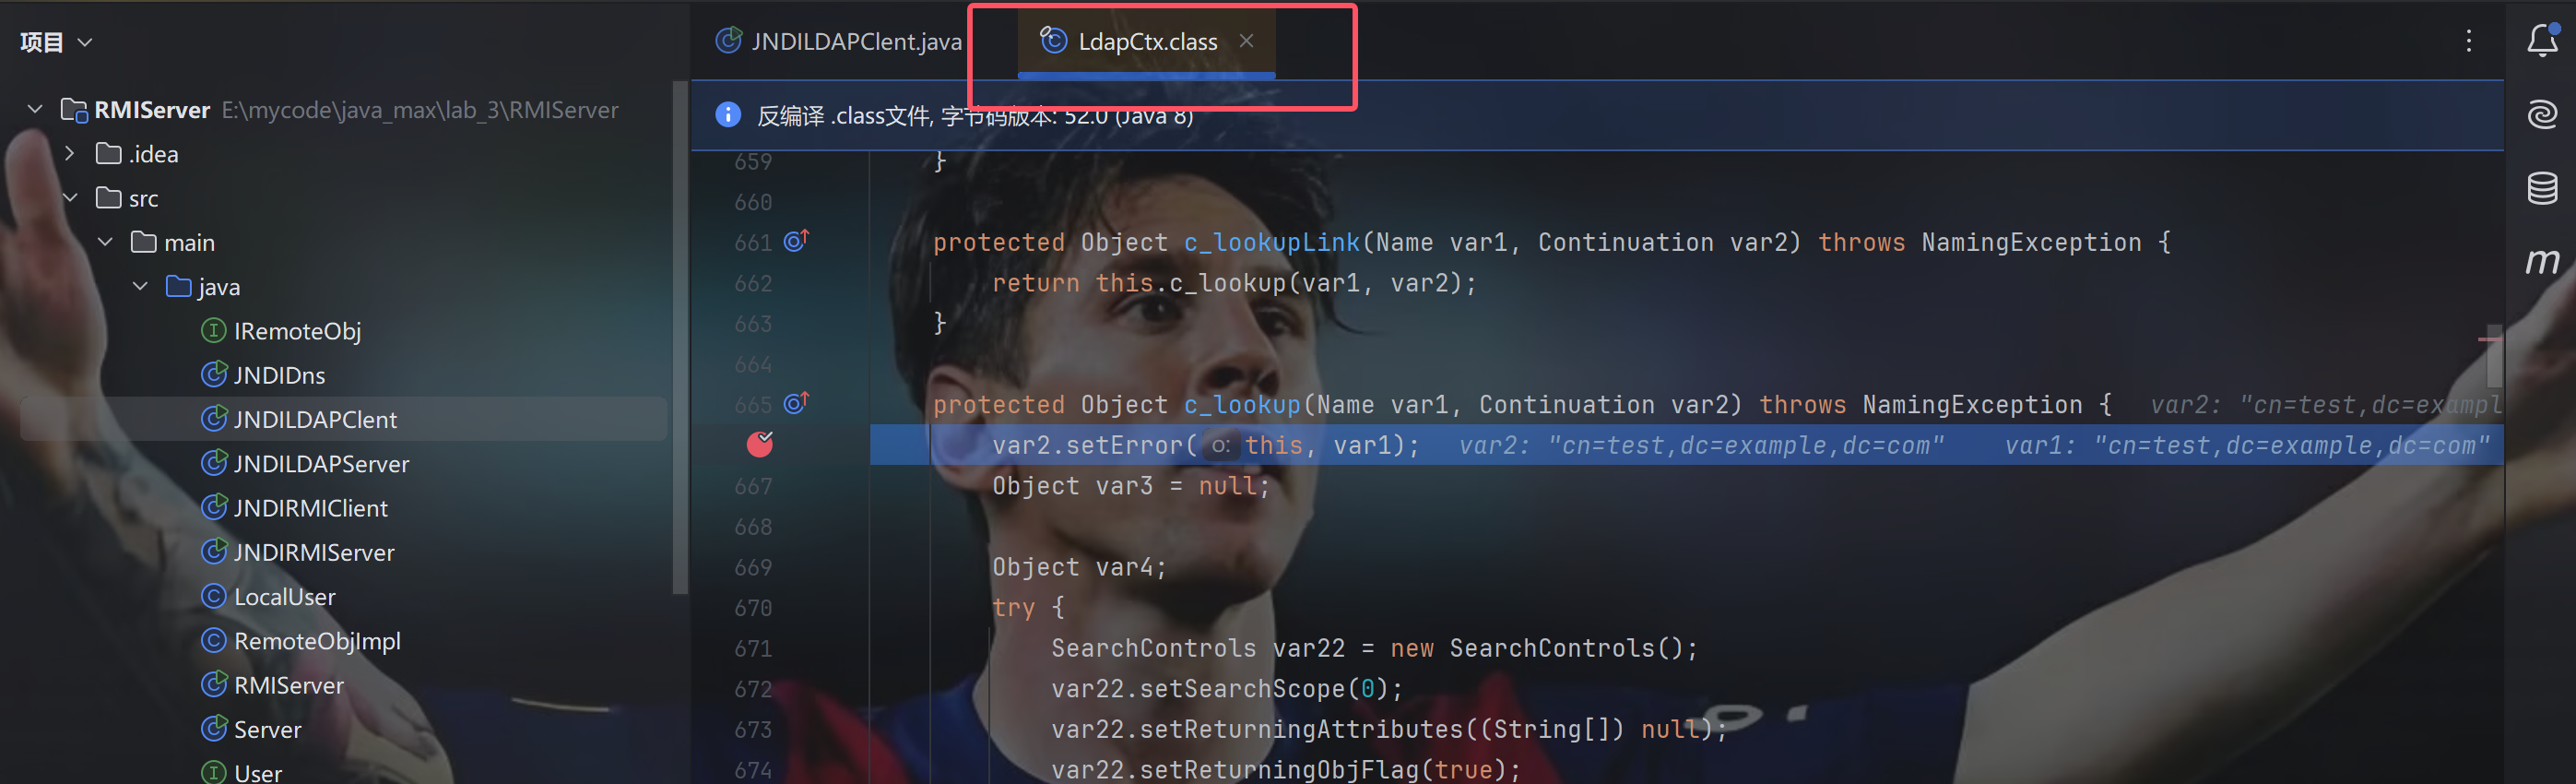 项目
RMIServer E:\mycode\java_max\lab_3\RMIServer
.idea
src
main
java
IRemoteObj
JNDIDns
JNDILDAPClent
JNDILDAPServer
JNDIRMIClient
JNDIRMIServer
LocalUser
RemoteObjImpl
RMIServer
Server
User
JNDILDAPClent.java LdapCtx.class
反编译 .class文件, 字节码版本: 52.0 (Java 8)
659 }
660
661 protected Object c_lookupLink(Name var1, Continuation var2) throws NamingException {
662 return this.c_lookup(var1, var2);
663 }
664
665 protected Object c_lookup(Name var1, Continuation var2) throws NamingException { var2: "cn=test,dc=exampl
var2.setError( o: this, var1); var2: "cn=test,dc=example,dc=com" var1: "cn=test,dc=example,dc=com"
667 Object var3 = null;
668
669 Object var4;
670 try {
671 SearchControls var22 = new SearchControls();
672 var22.setSearchScope(0);
673 var22.setReturningAttributes((String[]) null);
674 var22.setReturningObjFlag(true);
m